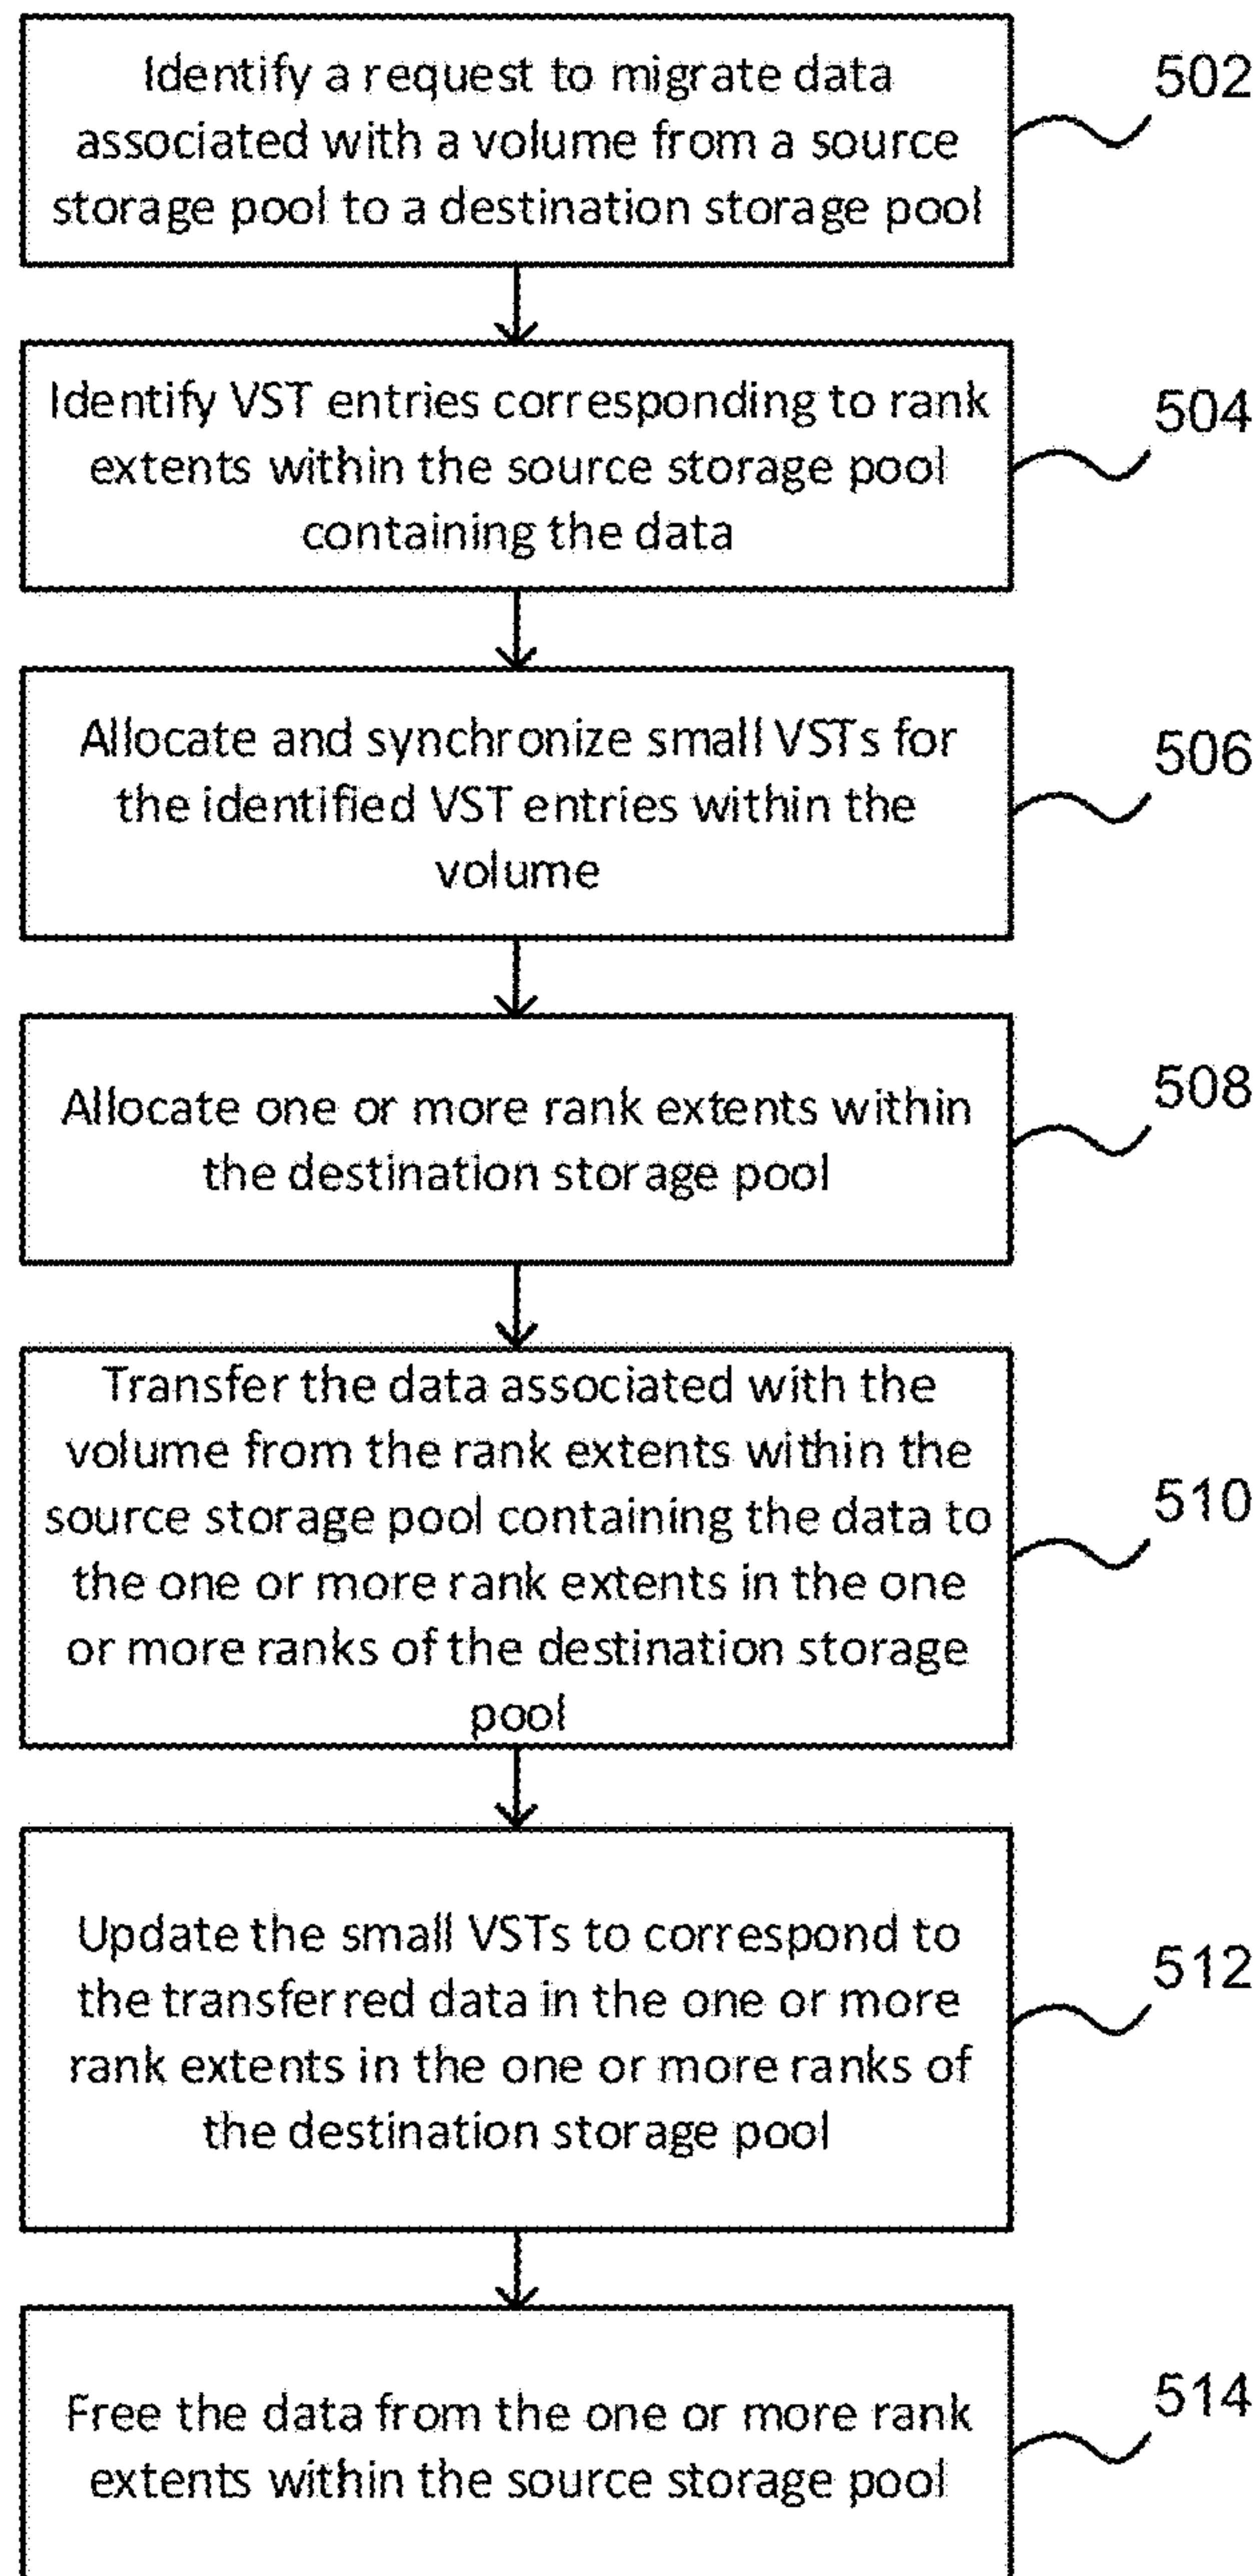 Identify a request to migrate data
associated with a volume from a source
storage pool to a destination storage pool
502
Identify VST entries corresponding to rank
extents within the source storage pool
containing the data
504
Allocate and synchronize small VSTs for
the identified VST entries within the
volume
506
Allocate one or more rank extents within
the destination storage pool
508
Transfer the data associated with the
volume from the rank extents within the
source storage pool containing the data to
the one or more rank extents in the one
or more ranks of the destination storage
pool
510
Update the small VSTs to correspond to
the transferred data in the one or more
rank extents in the one or more ranks of
the destination storage pool
512
Free the data from the one or more rank
extents within the source storage pool
514